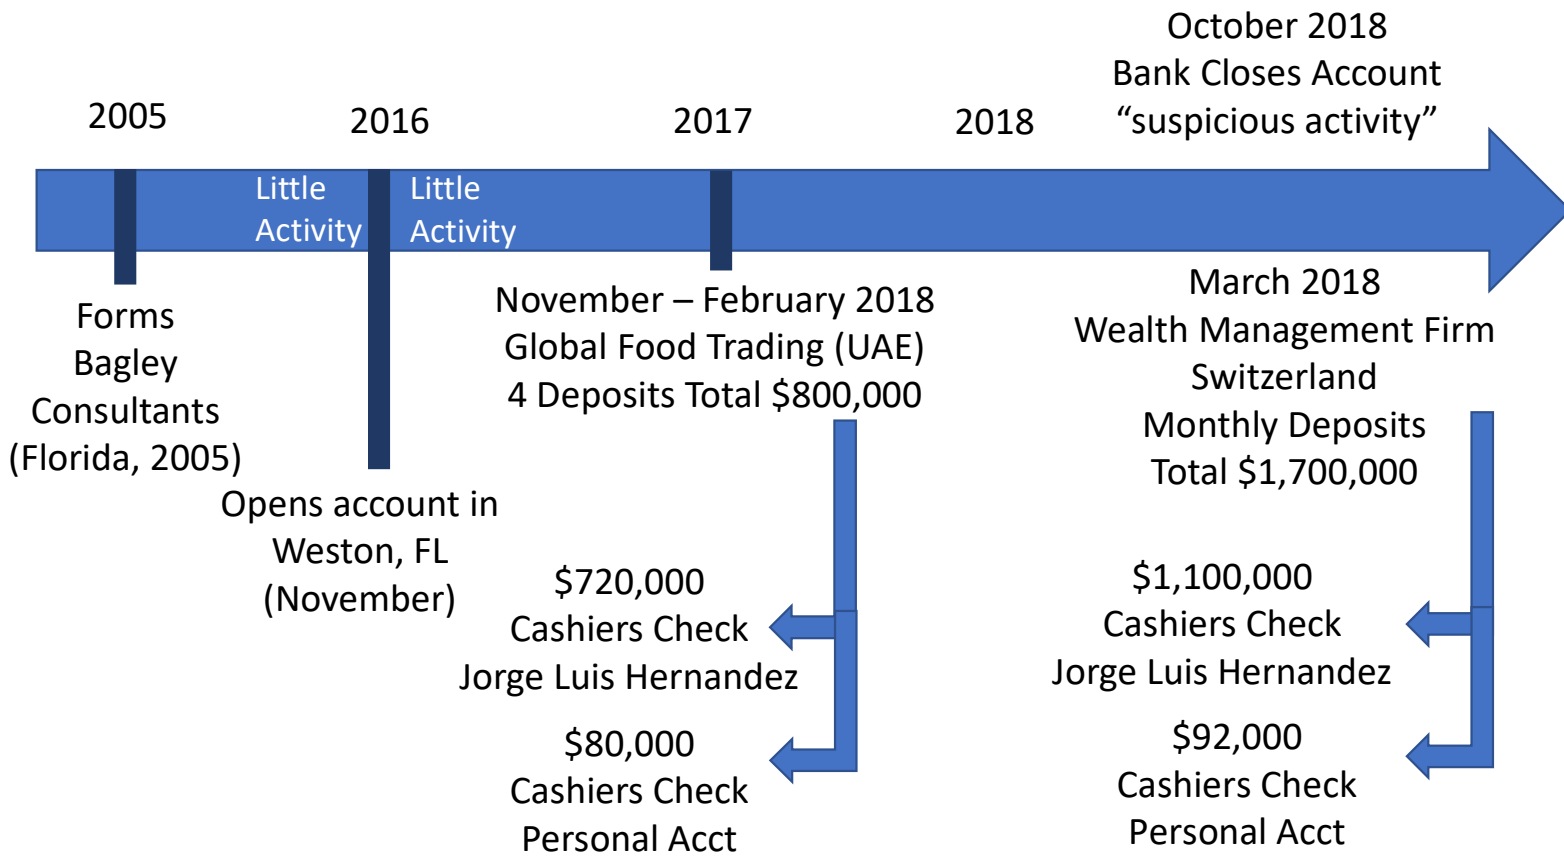 2005
2016
2017
2018
October 2018
Bank Closes Account
“suspicious activity”
Little
Activity
Little
Activity
Forms
Bagley
Consultants
(Florida, 2005)
Opens account in
Weston, FL
(November)
November – February 2018
Global Food Trading (UAE)
4 Deposits Total $800,000
$720,000
Cashiers Check
Jorge Luis Hernandez
$80,000
Cashiers Check
Personal Acct
March 2018
Wealth Management Firm
Switzerland
Monthly Deposits
Total $1,700,000
$1,100,000
Cashiers Check
Jorge Luis Hernandez
$92,000
Cashiers Check
Personal Acct